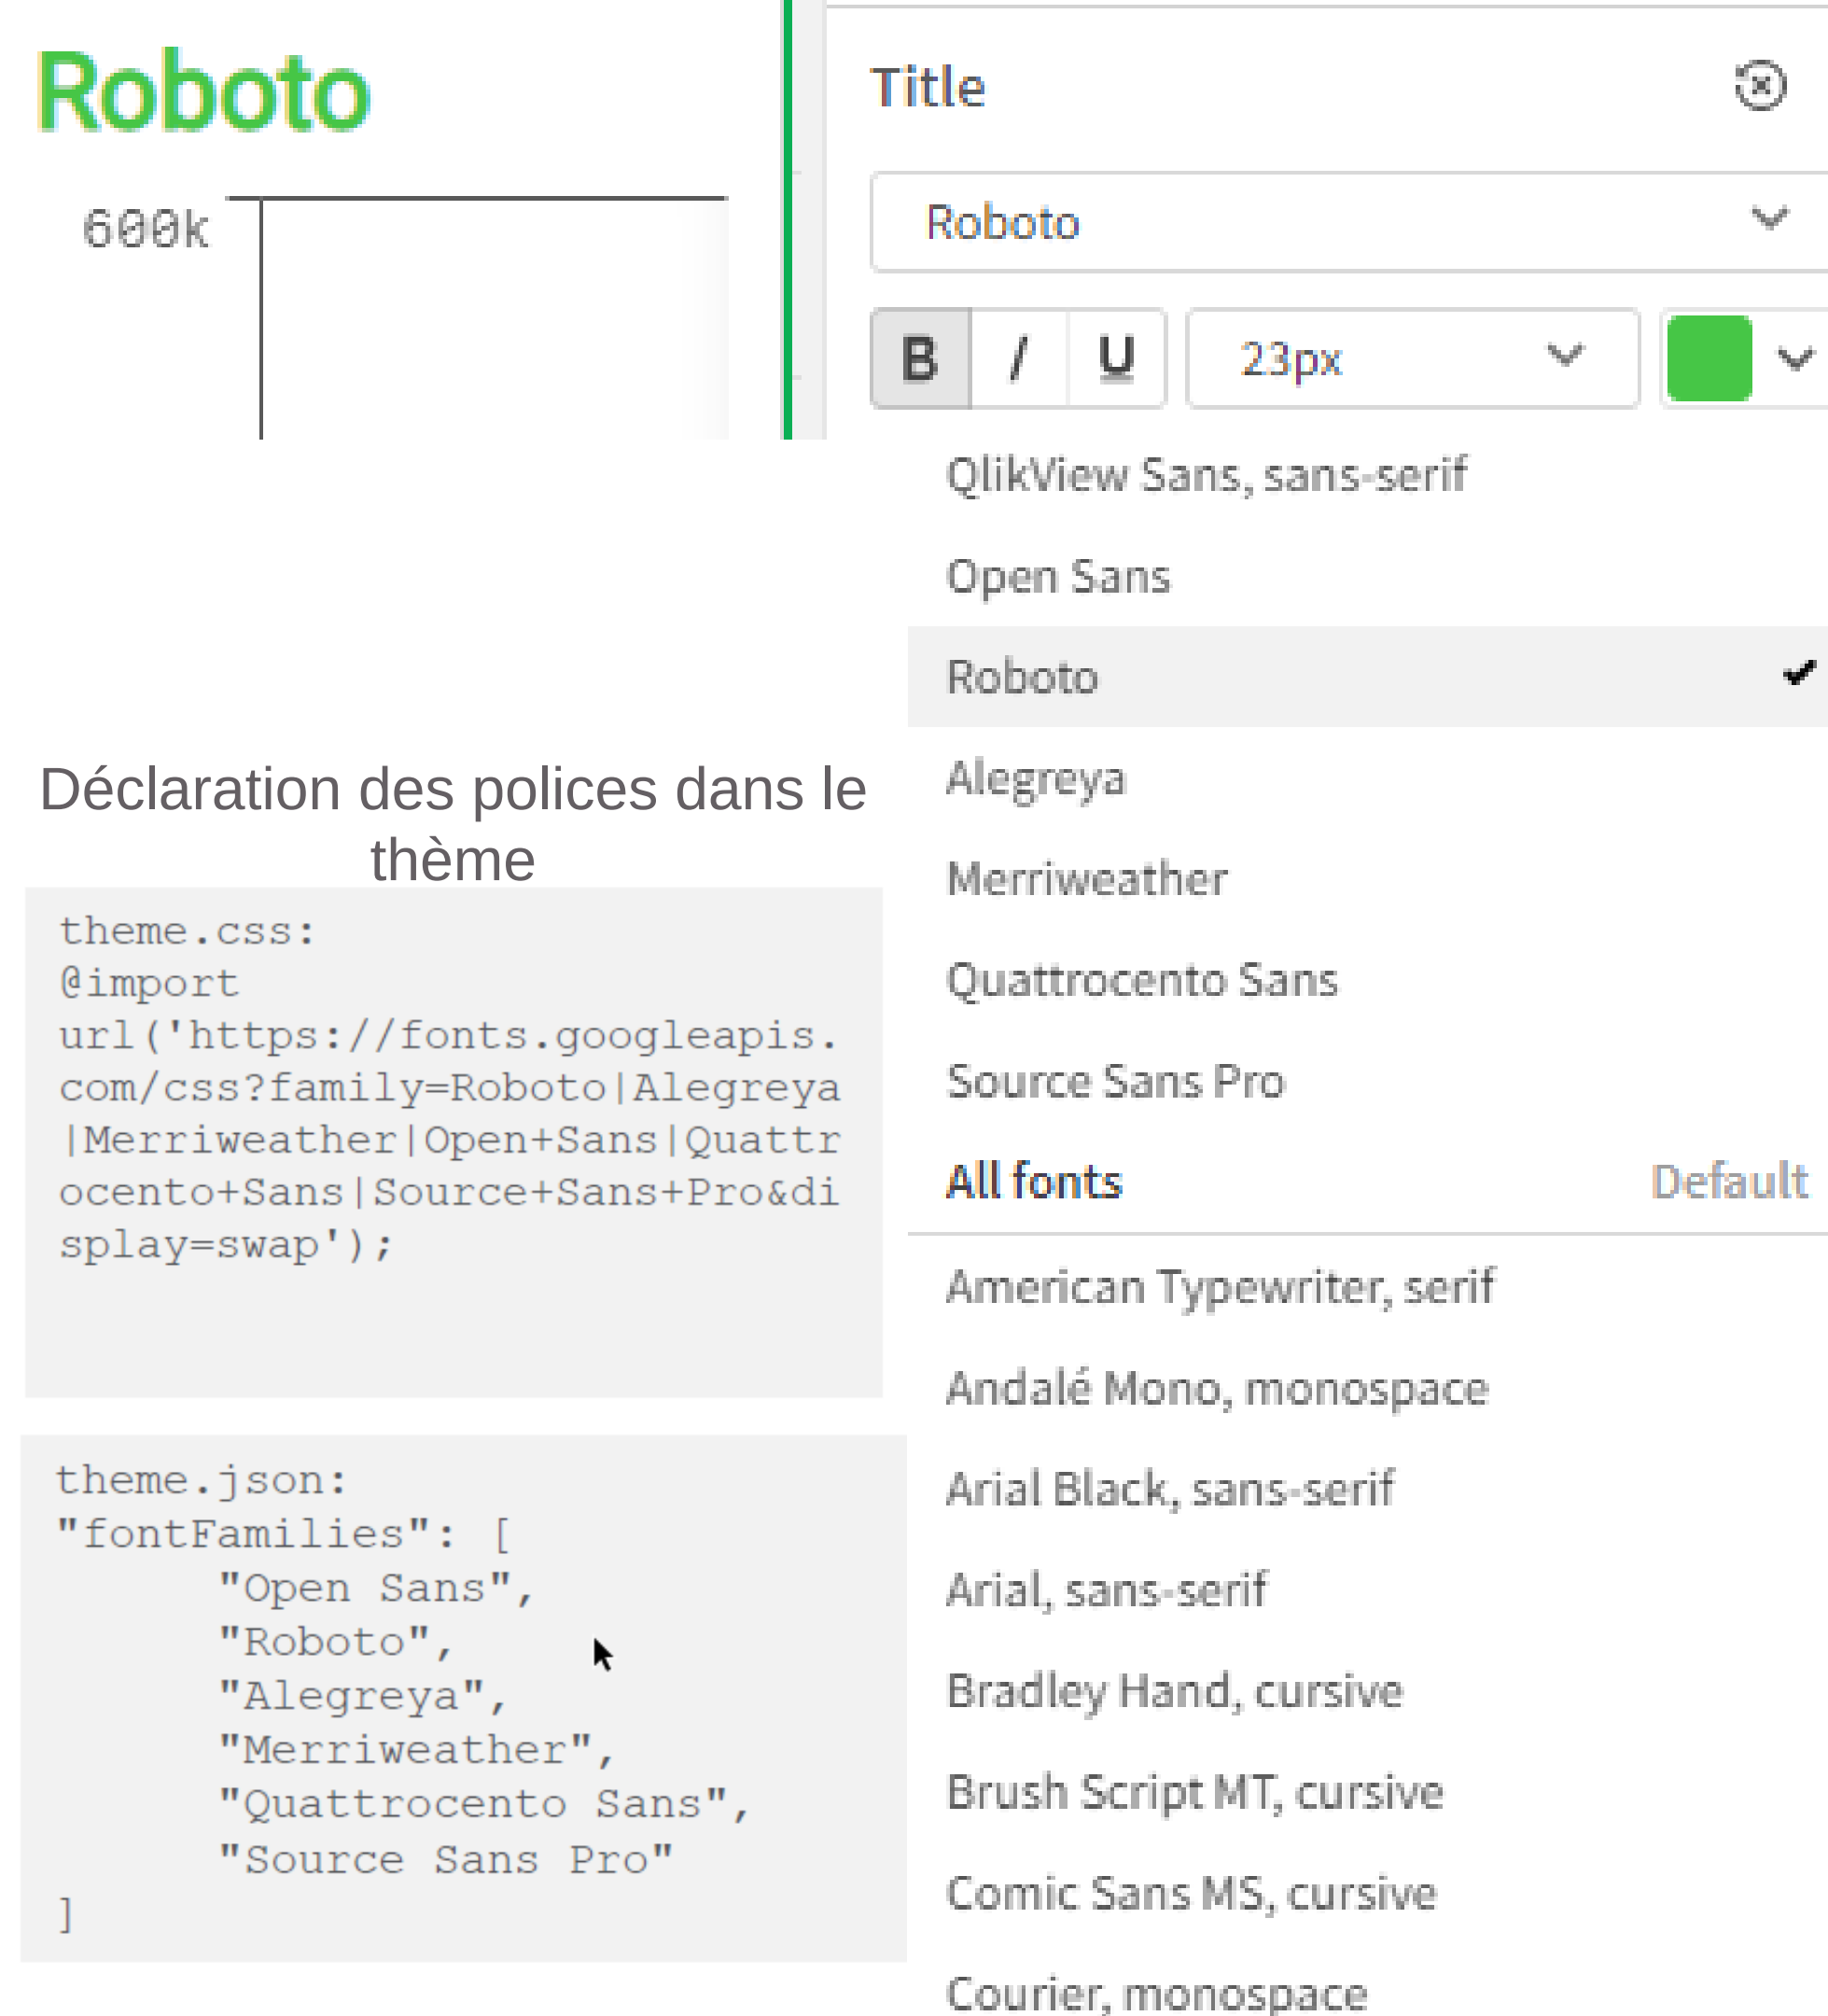 Roboto
600k
Title
Roboto
B I U 23px
QlikView Sans, sans-serif
Open Sans
Roboto
Alegreya
Merriweather
Quattrocento Sans
Source Sans Pro
All fonts Default
American Typewriter, serif
Andalé Mono, monospace
Arial Black, sans-serif
Arial, sans-serif
Bradley Hand, cursive
Brush Script MT, cursive
Comic Sans MS, cursive
Courier, monospace
Déclaration des polices dans le
thème
theme.css:
@import
url('https://fonts.googleapis.
com/css?family=Roboto|Alegreya
|Merriweather|Open+Sans|Quattr
ocento+Sans|Source+Sans+Pro&di
splay=swap');
theme.json:
"fontFamilies": [
"Open Sans",
"Roboto",
"Alegreya",
"Merriweather",
"Quattrocento Sans",
"Source Sans Pro"
]